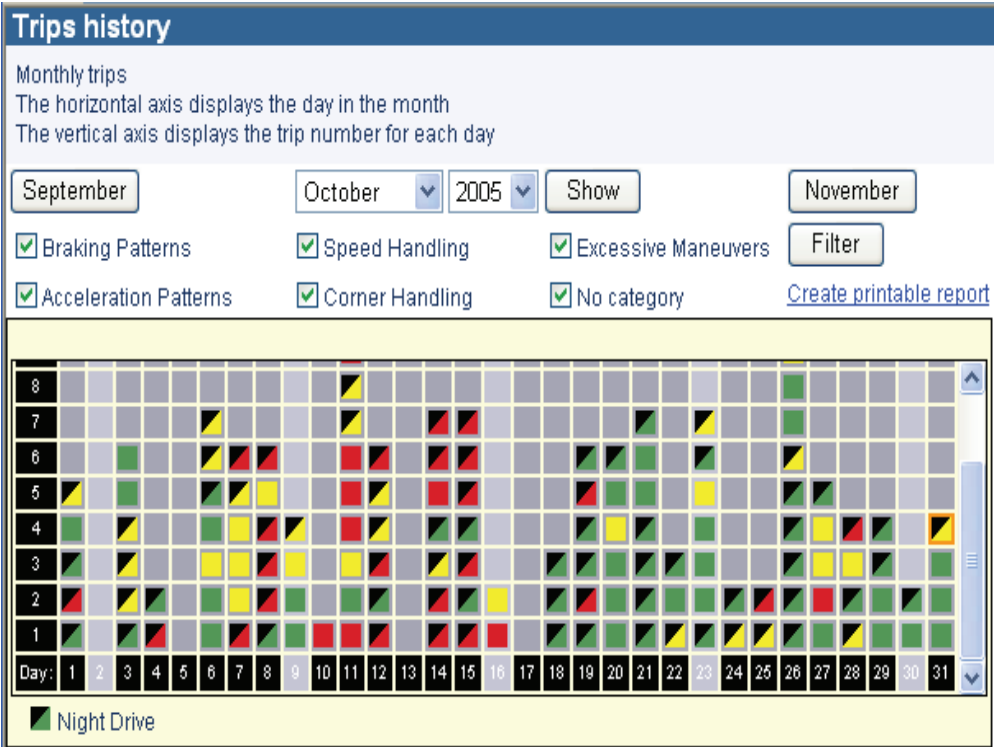 Trips history
Monthly trips
The horizontal axis displays the day in the month
The vertical axis displays the trip number for each day
September October 2005 Show November
Braking Patterns Speed Handling Excessive Maneuvers Filter
Acceleration Patterns Corner Handling No category Create printable report
8
7
6
5
4
3
2
1
Day: 1 2 3 4 5 6 7 8 9 10 11 12 13 14 15 16 17 18 19 20 21 22 23 24 25 26 27 28 29 30 31
Night Drive